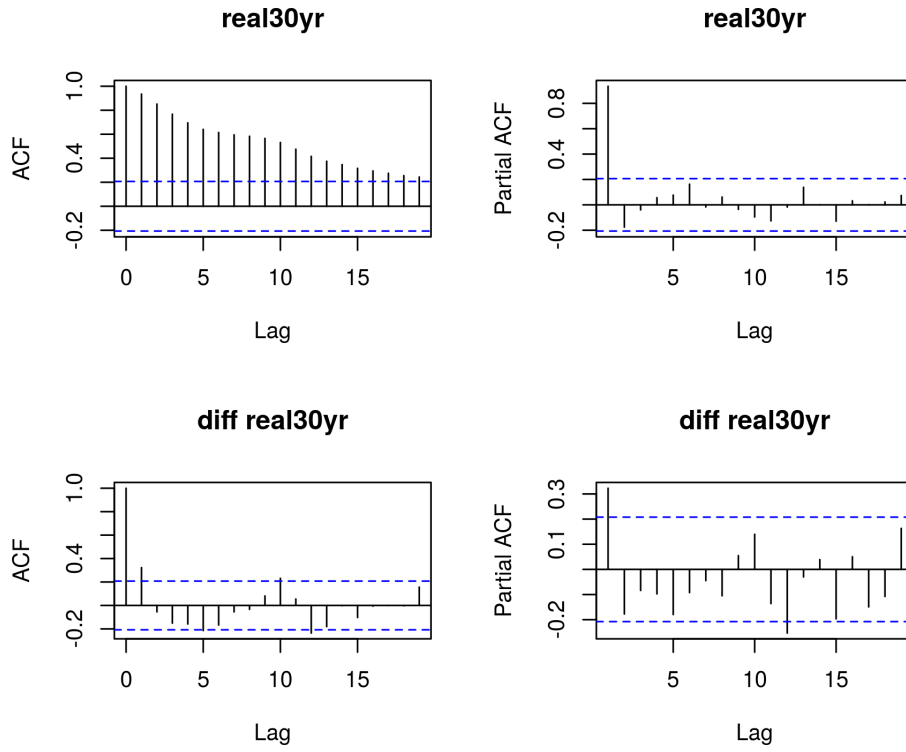 real30yr
ACF
-0.2 0.4 1.0
0 5 10 15
Lag
real30yr
Partial ACF
-0.2 0.4 0.8
5 10 15
Lag
diff real30yr
ACF
-0.2 0.4 1.0
0 5 10 15
Lag
diff real30yr
Partial ACF
-0.2 0.1 0.3
5 10 15
Lag